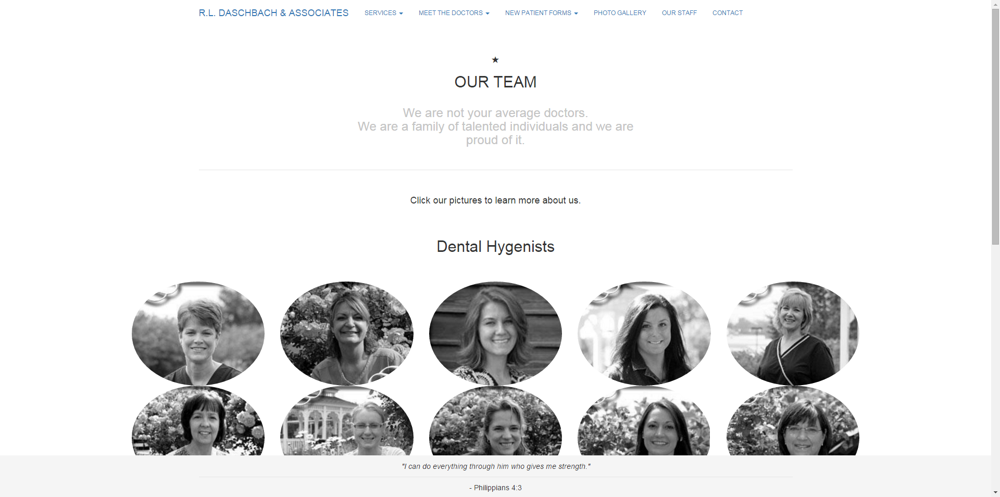 R.L. DASCHBACH & ASSOCIATES SERVICES MEET THE DOCTORS NEW PATIENT FORMS PHOTO GALLERY OUR STAFF CONTACT
OUR TEAM
We are not your average doctors.
We are a family of talented individuals and we are
proud of it.
Click our pictures to learn more about us.
Dental Hygenists
"I can do everything through him who gives me strength."
- Philippians 4:3